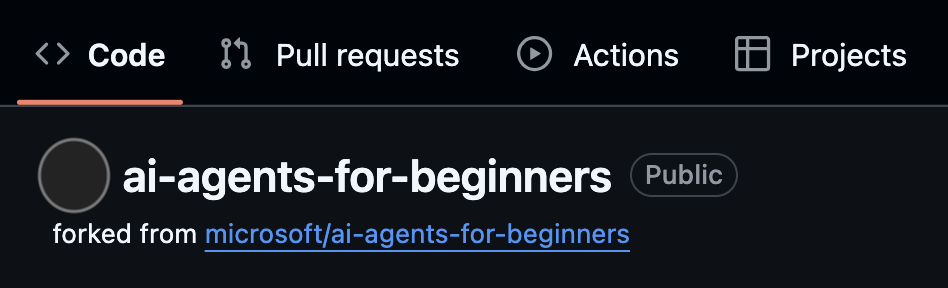 Code Pull requests Actions Projects
ai-agents-for-beginners Public
forked from microsoft/ai-agents-for-beginners